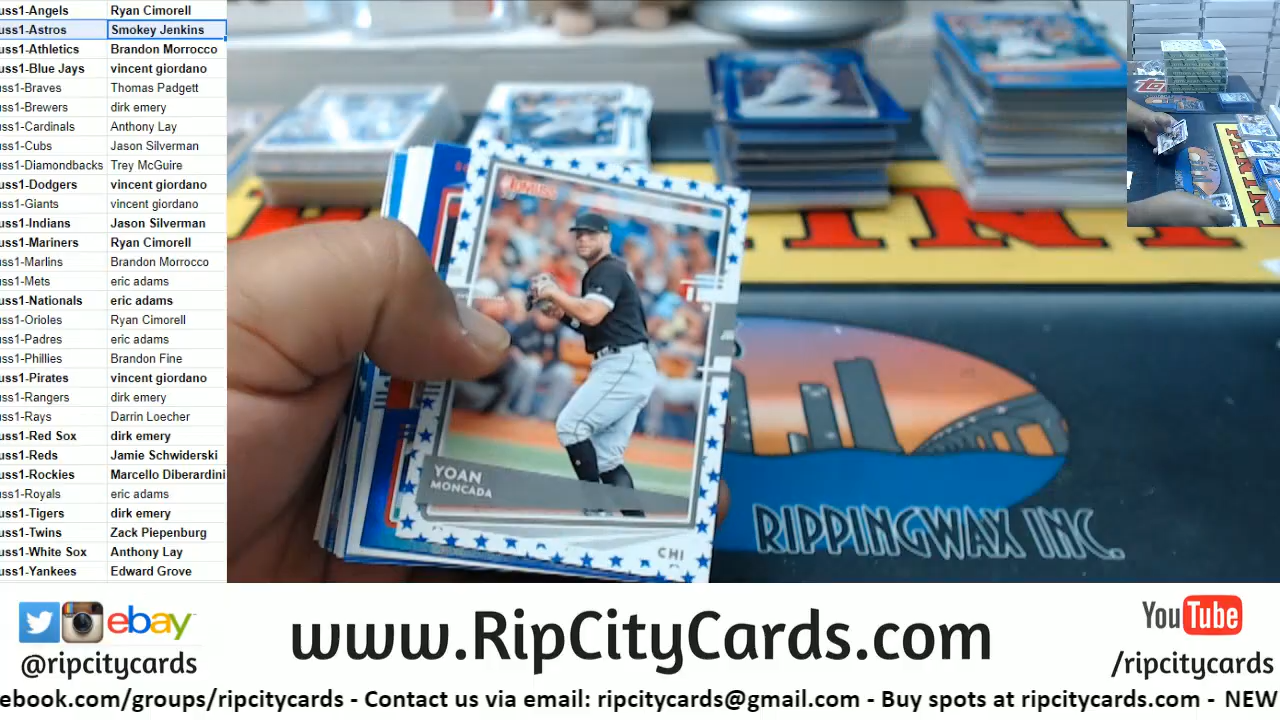 uss1-Angels Ryan Cimorell
uss1-Astros Smokey Jenkins
uss1-Athletics Brandon Morrocco
uss1-Blue Jays vincent giordano
uss1-Braves Thomas Padgett
uss1-Brewers dirk emery
uss1-Cardinals Anthony Lay
uss1-Cubs Jason Silverman
uss1-Diamondbacks Trey McGuire
uss1-Dodgers vincent giordano
uss1-Giants vincent giordano
uss1-Indians Jason Silverman
uss1-Mariners Ryan Cimorell
uss1-Marlins Brandon Morrocco
uss1-Mets eric adams
uss1-Nationals eric adams
uss1-Orioles Ryan Cimorell
uss1-Padres eric adams
uss1-Phillies Brandon Fine
uss1-Pirates vincent giordano
uss1-Rangers dirk emery
uss1-Rays Darrin Loecher
uss1-Red Sox dirk emery
uss1-Reds Jamie Schwiderski
uss1-Rockies Marcello Diberardini
uss1-Royals eric adams
uss1-Tigers dirk emery
uss1-Twins Zack Piepenburg
uss1-White Sox Anthony Lay
uss1-Yankees Edward Grove
YOAN
MONCADA
CHI
RIPPINGWAX INC.
ebay
@ripcitycards
www.RipCityCards.com
YouTube
/ripcitycards
ebook.com/groups/ripcitycards - Contact us via email: ripcitycards@gmail.com - Buy spots at ripcitycards.com - NEW